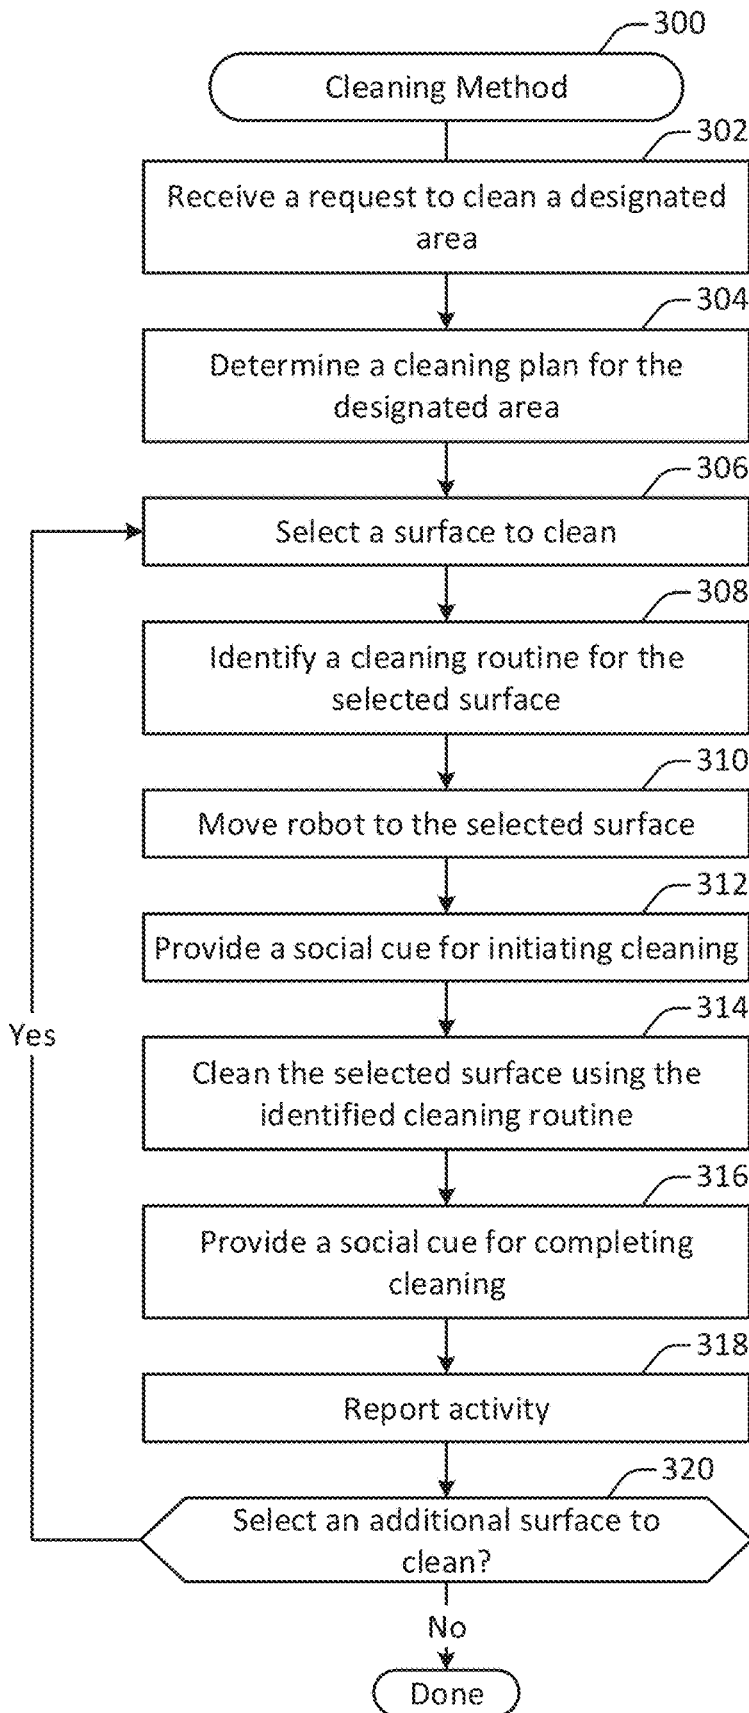 300
Cleaning Method
302
Receive a request to clean a designated
area
304
Determine a cleaning plan for the
designated area
306
Select a surface to clean
308
Identify a cleaning routine for the
selected surface
310
Move robot to the selected surface
312
Provide a social cue for initiating cleaning
314
Yes
Clean the selected surface using the
identified cleaning routine
316
Provide a social cue for completing
cleaning
318
Report activity
320
Select an additional surface to
clean?
No
Done